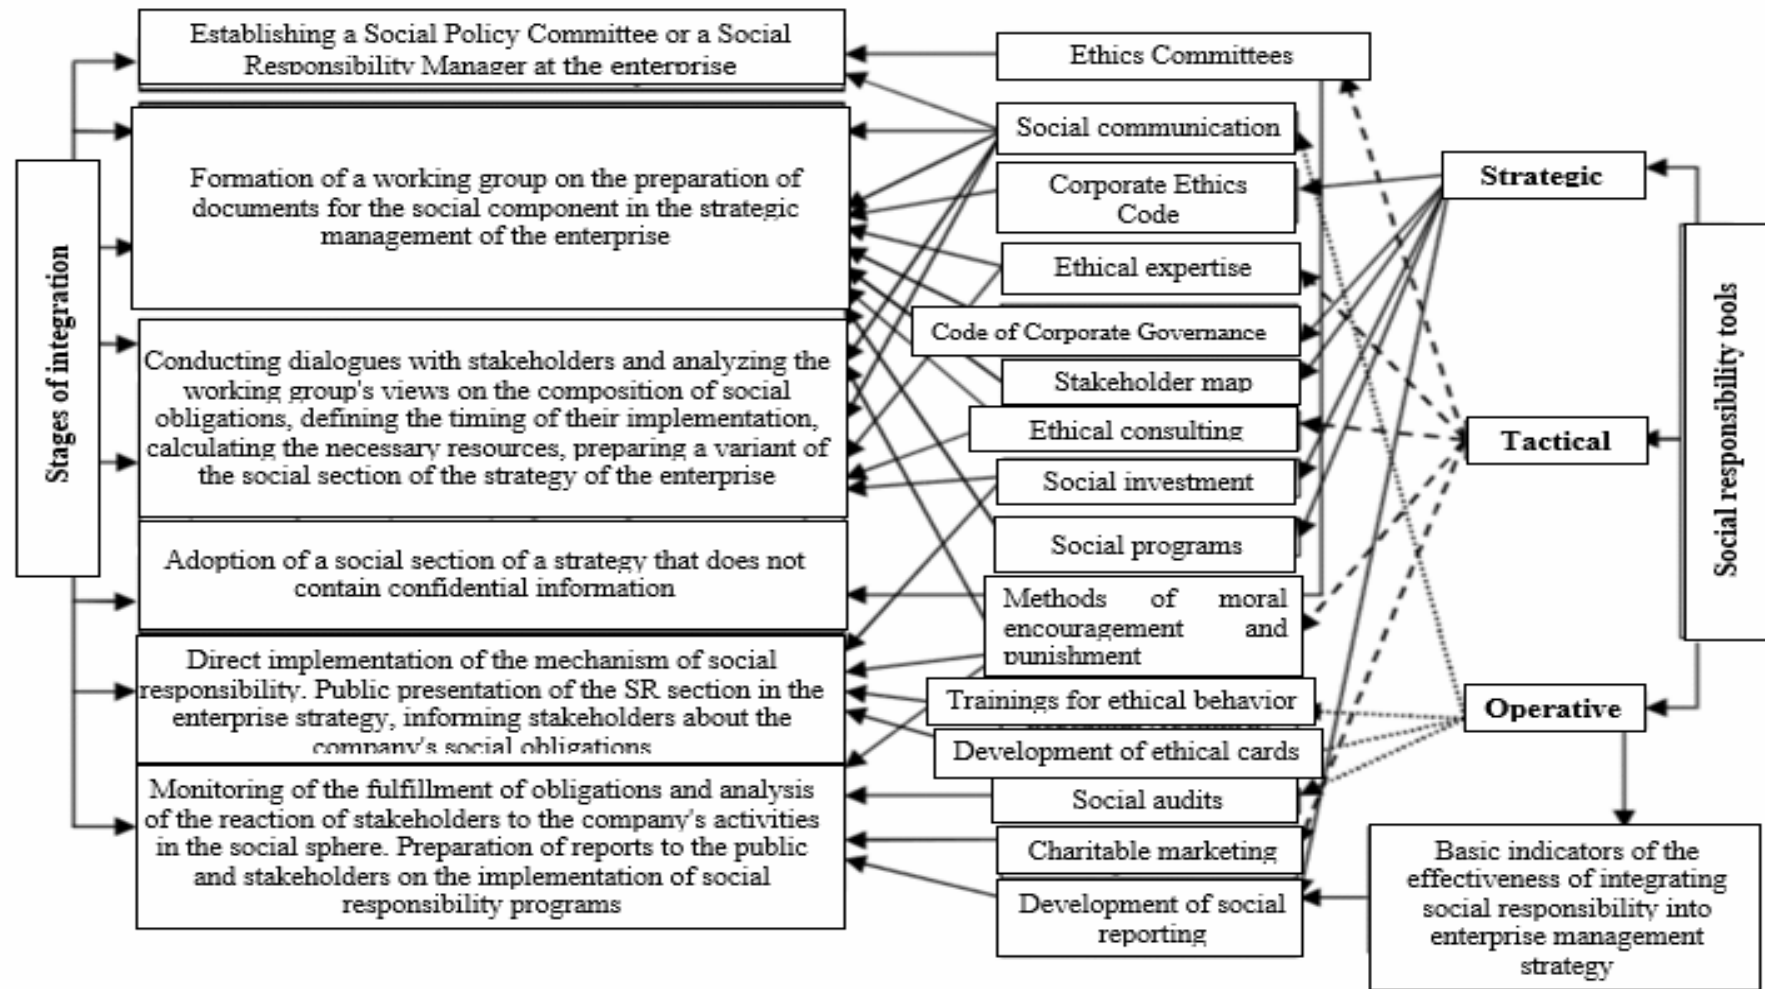 Stages of integration
Establishing a Social Policy Committee or a Social
Responsibility Manager at the enterprise
Formation of a working group on the preparation of
documents for the social component in the strategic
management of the enterprise
Conducting dialogues with stakeholders and analyzing the
working group's views on the composition of social
obligations, defining the timing of their implementation,
calculating the necessary resources, preparing a variant of
the social section of the strategy of the enterprise
Adoption of a social section of a strategy that does not
contain confidential information
Direct implementation of the mechanism of social
responsibility. Public presentation of the SR section in the
enterprise strategy, informing stakeholders about the
company's social obligations
Monitoring of the fulfillment of obligations and analysis
of the reaction of stakeholders to the company's activities
in the social sphere. Preparation of reports to the public
and stakeholders on the implementation of social
responsibility programs
Ethics Committees
Social communication
Corporate Ethics
Code
Ethical expertise
Code of Corporate Governance
Stakeholder map
Ethical consulting
Social investment
Social programs
Methods of moral
encouragement and
punishment
Trainings for ethical behavior
Development of ethical cards
Social audits
Charitable marketing
Development of social
reporting
Strategic
Tactical
Operative
Basic indicators of the
effectiveness of integrating
social responsibility into
enterprise management
strategy
Social responsibility tools